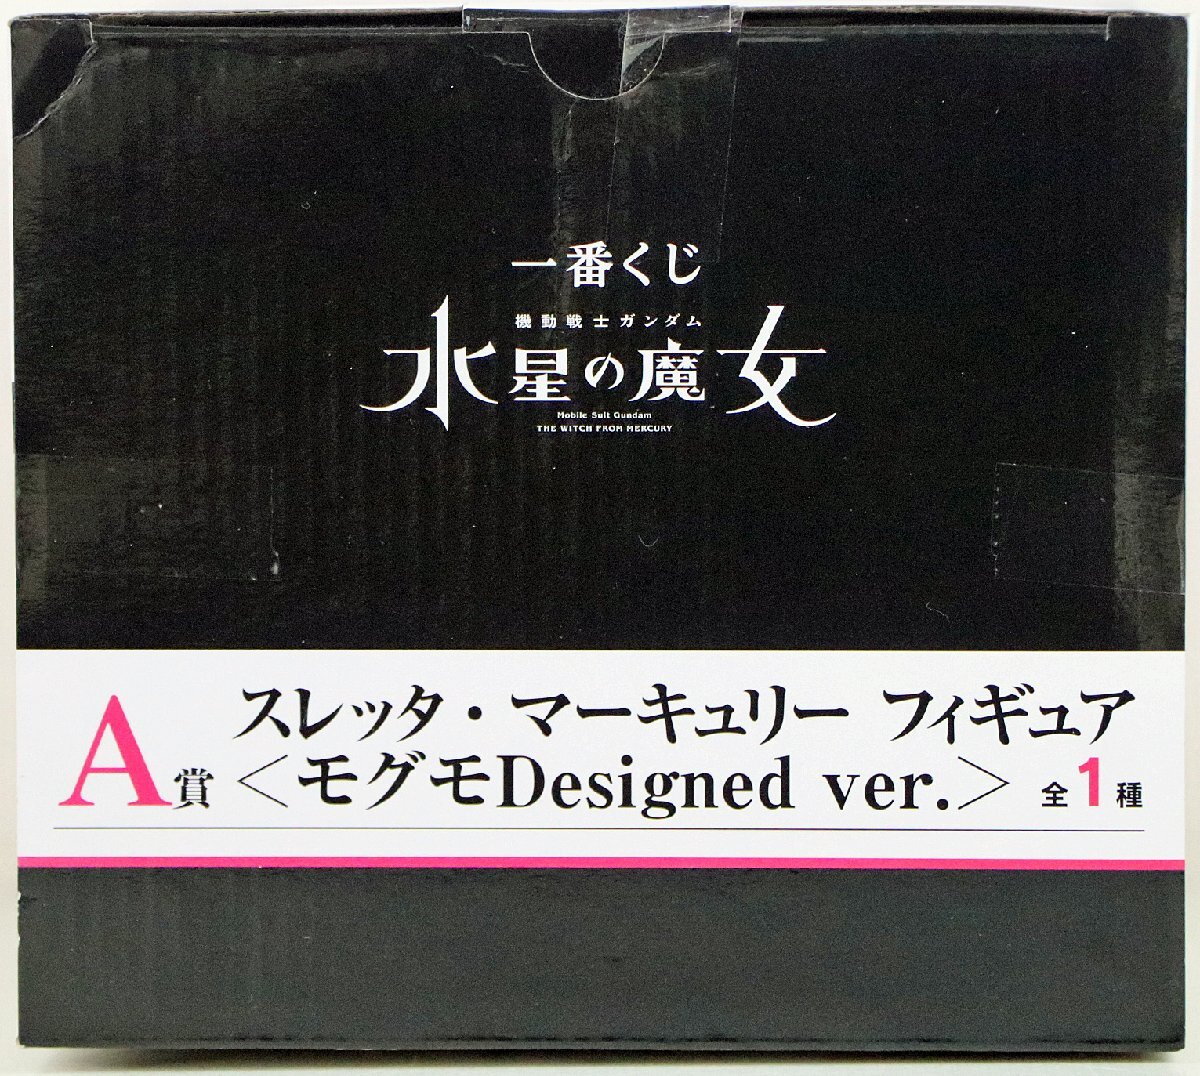 一番くじ
機動戦士ガンダム
水星の魔女
Mobile Suit Gundam
THE WITCH FROM MERCURY
A賞 スレッタ・マーキュリー フィギュア
＜モグモDesigned ver.＞ 全1種